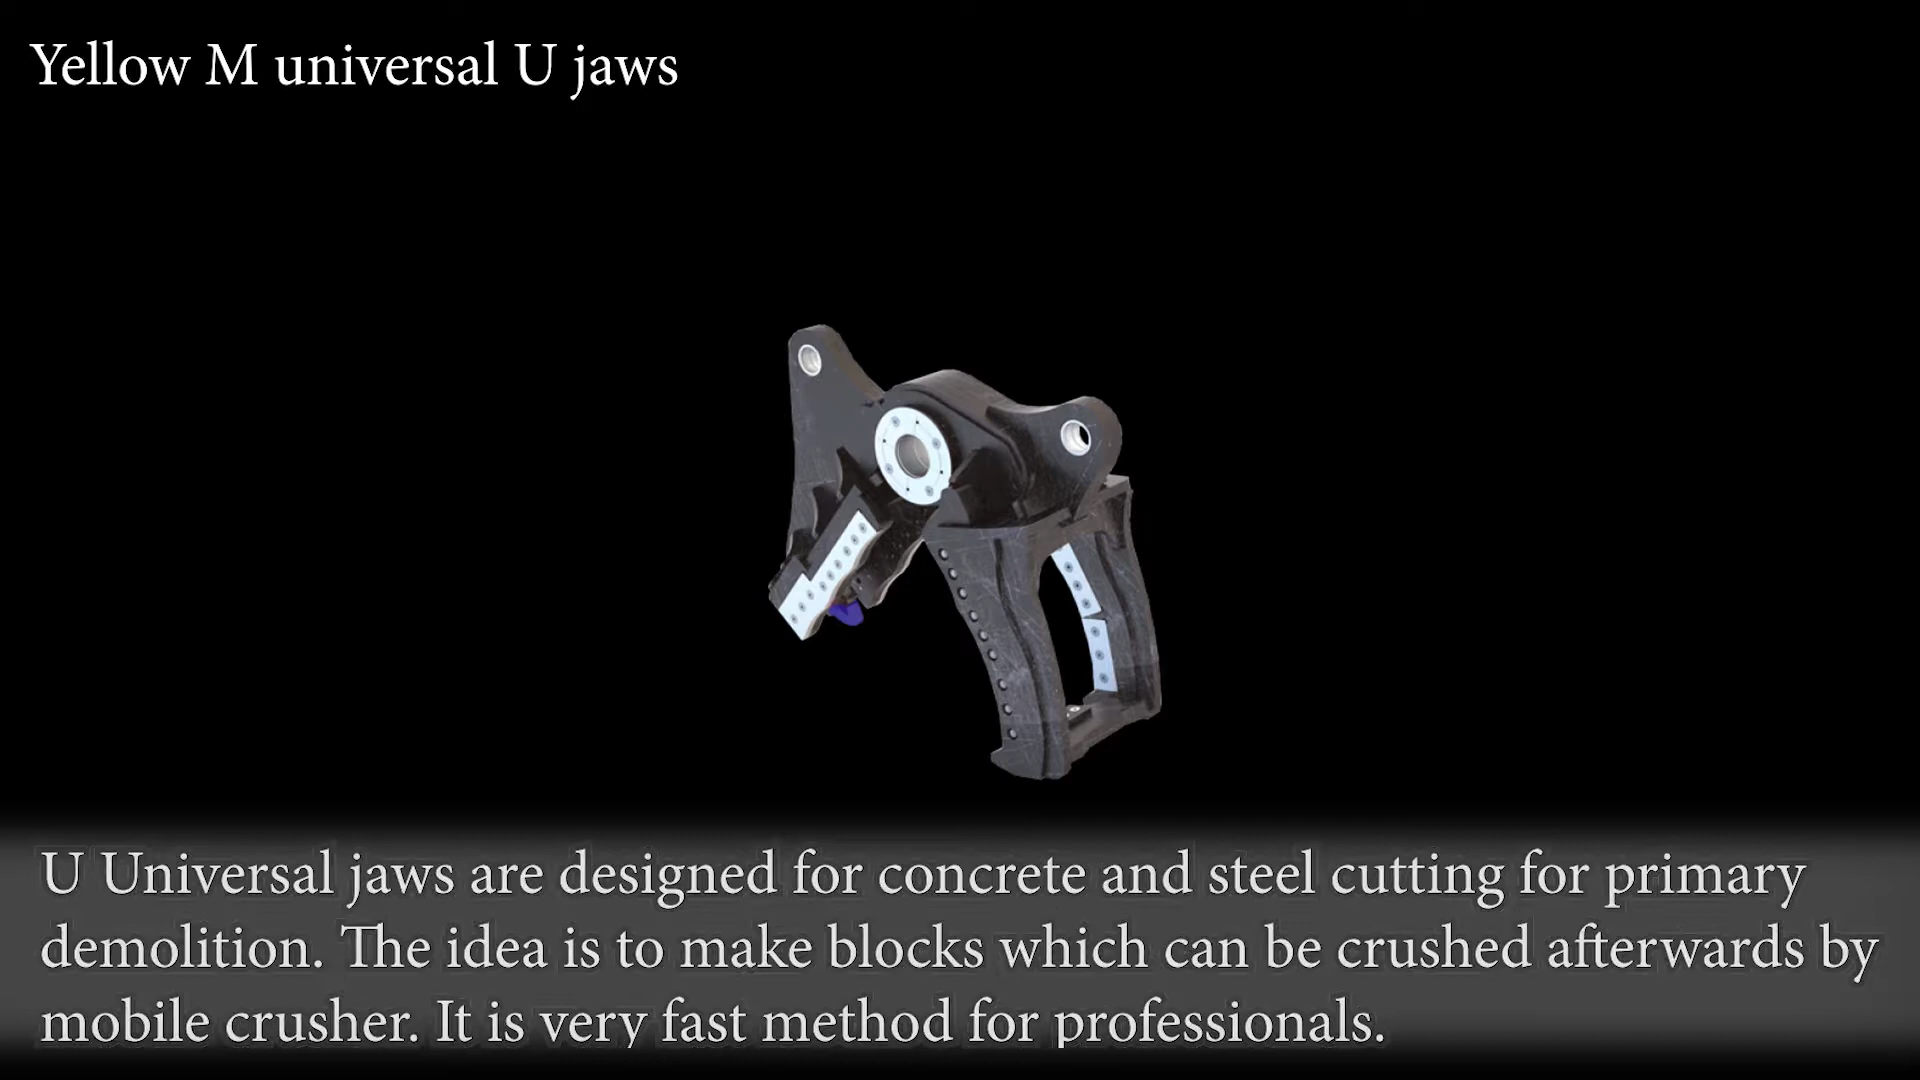 Yellow M universal U jaws
U Universal jaws are designed for concrete and steel cutting for primary
demolition. The idea is to make blocks which can be crushed afterwards by
mobile crusher. It is very fast method for professionals.